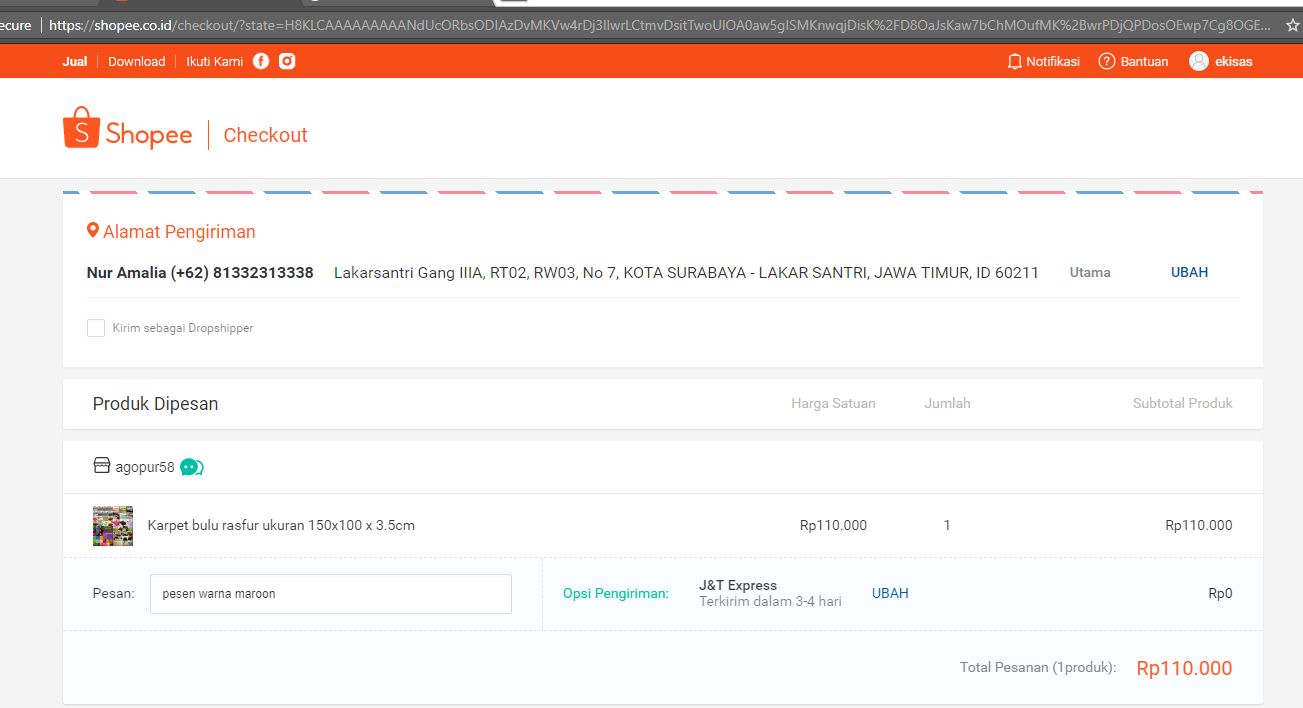 ecure https://shopee.co.id/checkout/?state=
Jual Download Ikuti Kami Notifikasi Bantuan ekisas
Shopee Checkout
Alamat Pengiriman
Nur Amalia (+62) 81332313338 Lakarsantri Gang IIIA, RT02, RW03, No 7, KOTA SURABAYA - LAKAR SANTRI, JAWA TIMUR, ID 60211 Utama UBAH
Kirim sebagai Dropshipper
Produk Dipesan Harga Satuan Jumlah Subtotal Produk
agopur58
Karpet bulu rasfur ukuran 150x100 x 3.5cm Rp110.000 1 Rp110.000
Pesan: pesen warna maroon Opsi Pengiriman: J&T Express UBAH Rp0
Terkirim dalam 3-4 hari
Total Pesanan (1produk): Rp110.000